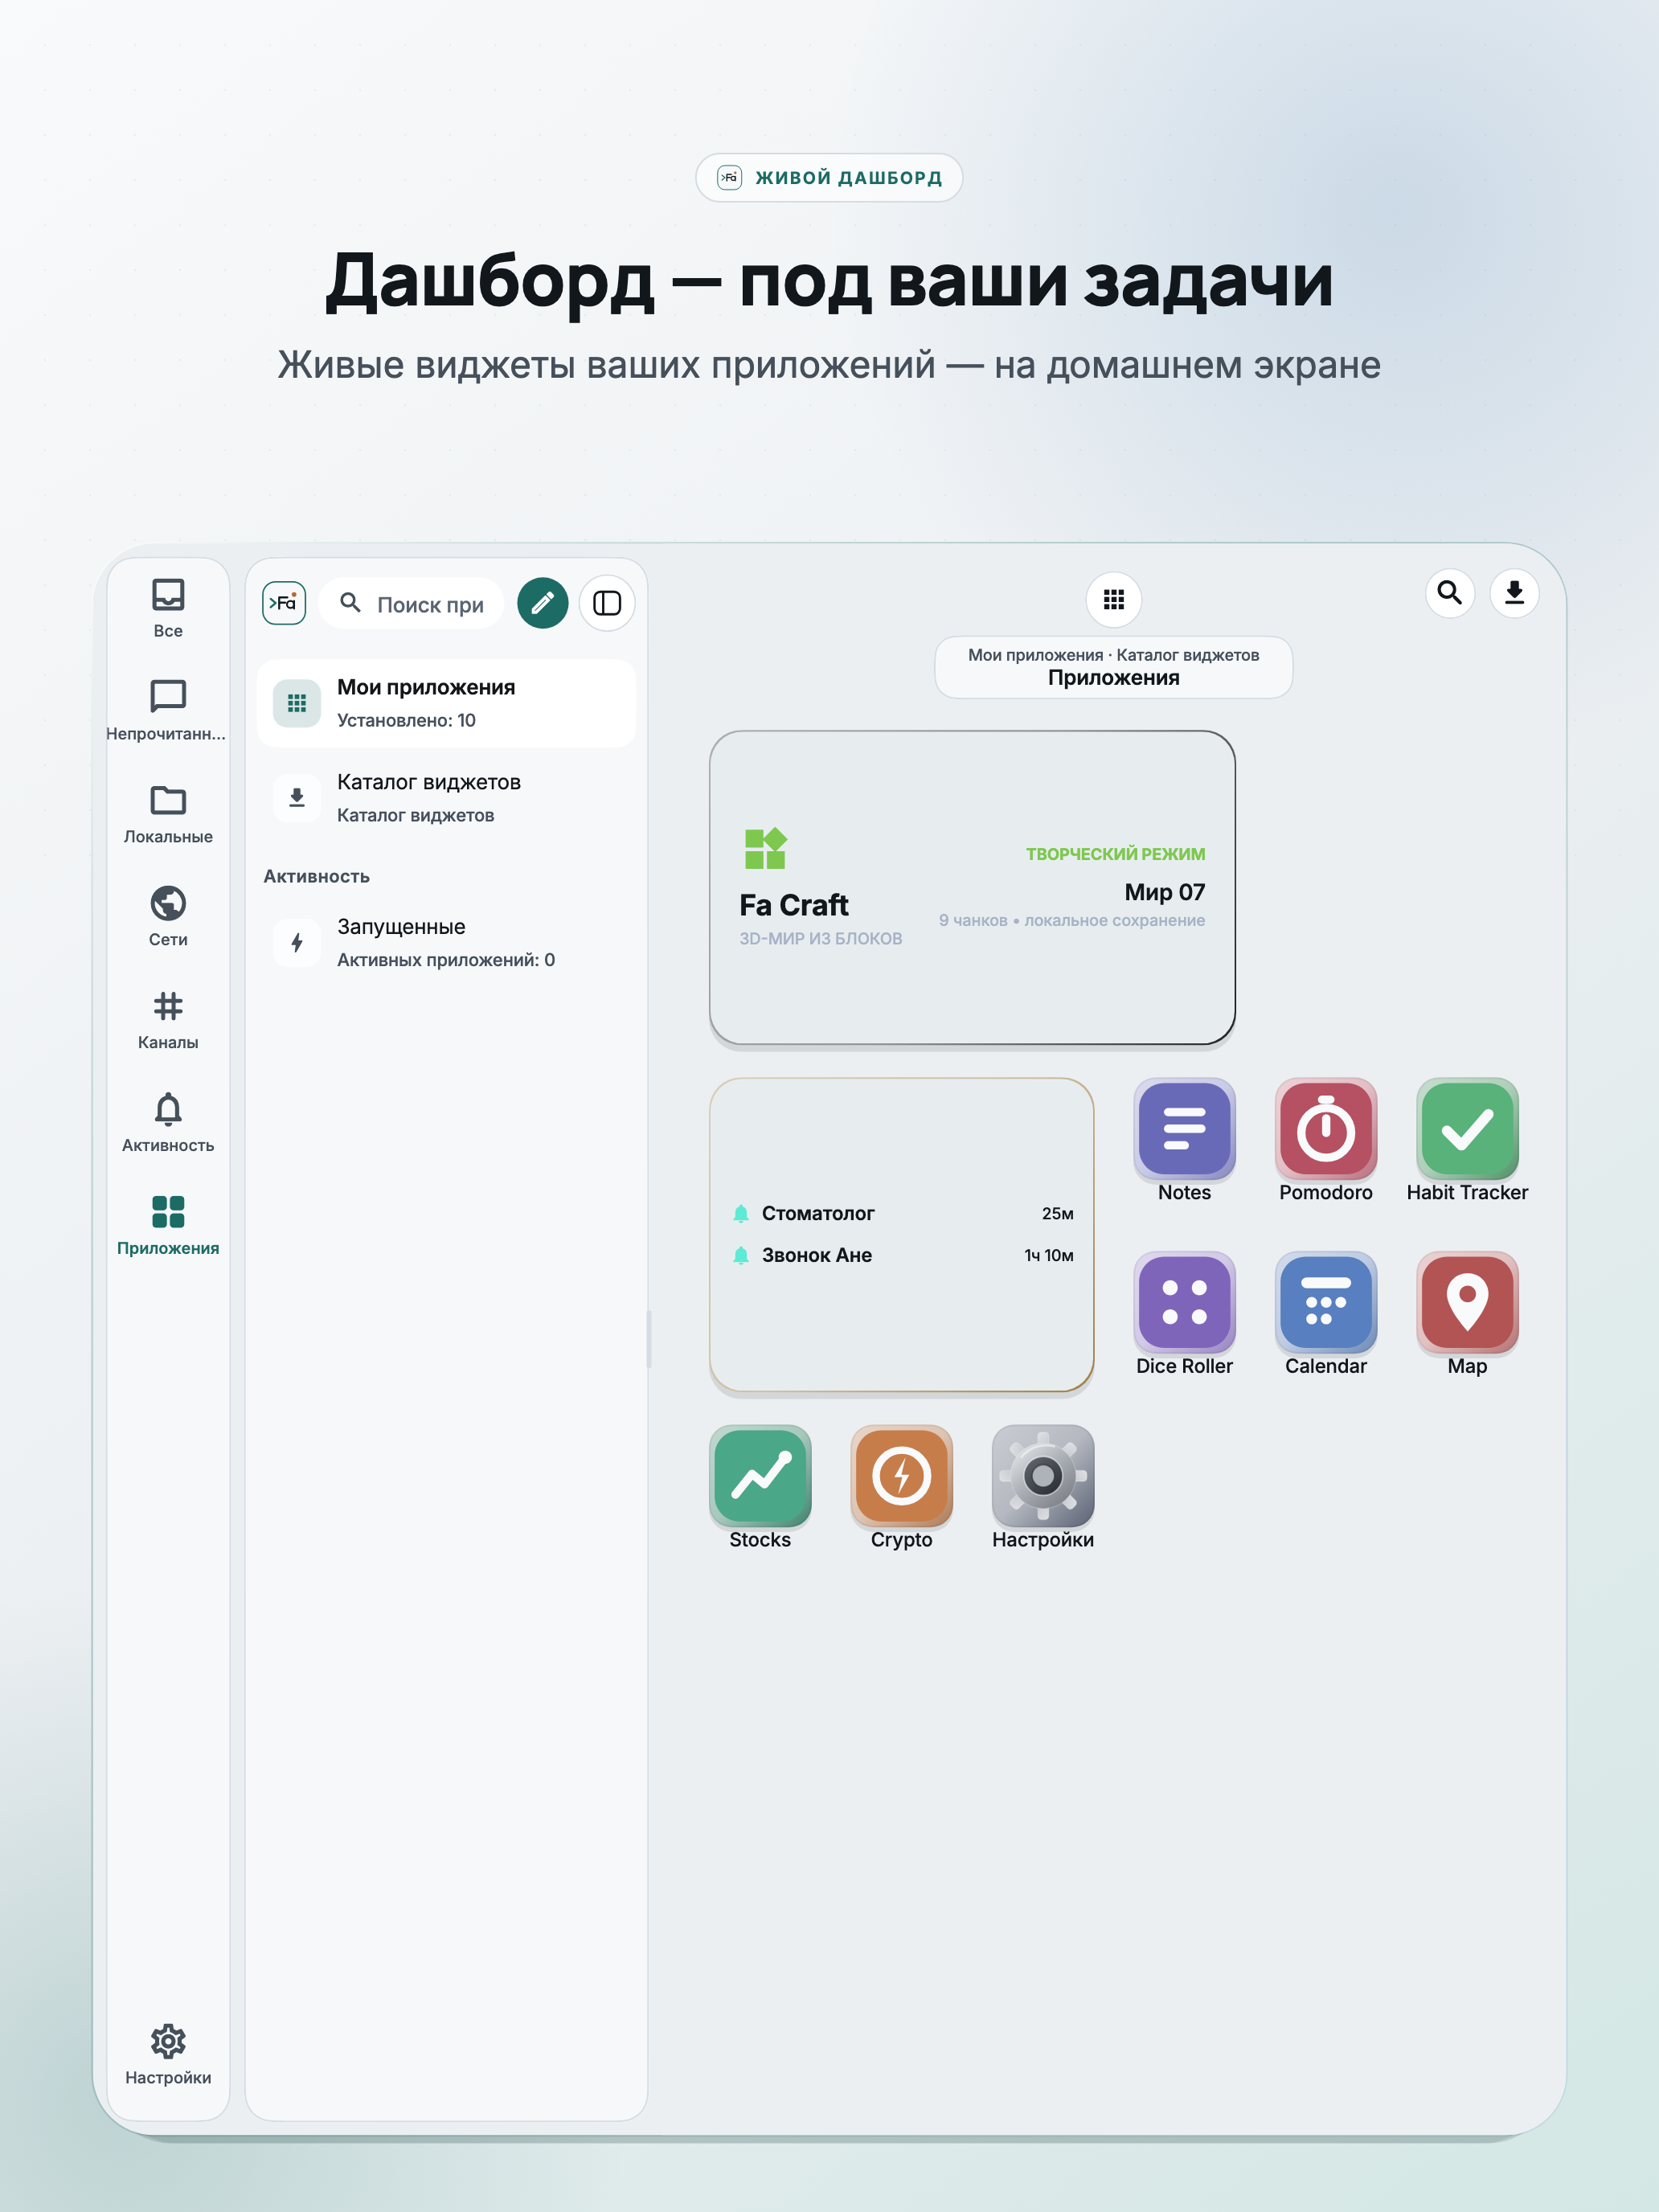 >Fa ЖИВОЙ ДАШБОРД
Дашборд — под ваши задачи
Живые виджеты ваших приложений — на домашнем экране
Все
Непрочитанн...
Локальные
Сети
Каналы
Активность
Приложения
Настройки
>Fa
Поиск при
Мои приложения
Установлено: 10
Каталог виджетов
Каталог виджетов
Активность
Запущенные
Активных приложений: 0
Мои приложения · Каталог виджетов
Приложения
Fa Craft
3D-МИР ИЗ БЛОКОВ
ТВОРЧЕСКИЙ РЕЖИМ
Мир 07
9 чанков • локальное сохранение
Стоматолог 25м
Звонок Ане 1ч 10м
Notes
Pomodoro
Habit Tracker
Dice Roller
Calendar
Map
Stocks
Crypto
Настройки